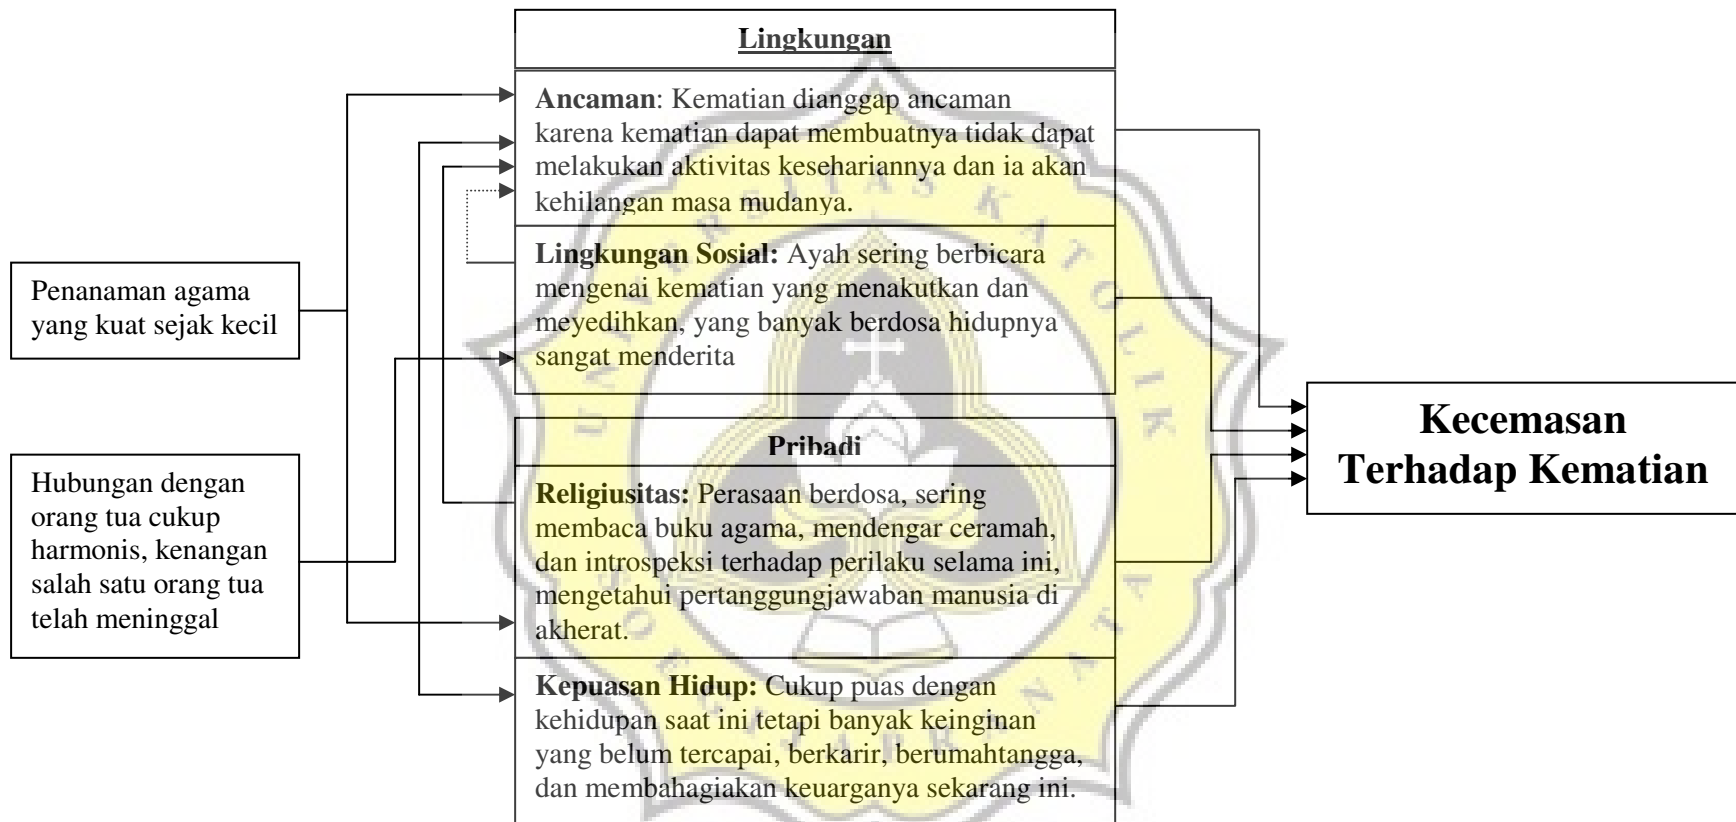 Lingkungan
Ancaman: Kematian dianggap ancaman
karena kematian dapat membuatnya tidak dapat
melakukan aktivitas kesehariannya dan ia akan
kehilangan masa mudanya.
Lingkungan Sosial: Ayah sering berbicara
mengenai kematian yang menakutkan dan
meyedihkan, yang banyak berdosa hidupnya
sangat menderita
Penanaman agama
yang kuat sejak kecil
Hubungan dengan
orang tua cukup
harmonis, kenangan
salah satu orang tua
telah meninggal
Pribadi
Religiusitas: Perasaan berdosa, sering
membaca buku agama, mendengar ceramah,
dan introspeksi terhadap perilaku selama ini,
mengetahui pertanggungjawaban manusia di
akherat.
Kepuasan Hidup: Cukup puas dengan
kehidupan saat ini tetapi banyak keinginan
yang belum tercapai, berkarir, berumahtangga,
dan membahagiakan keuarganya sekarang ini.
Kecemasan
Terhadap Kematian
UNIVERSITAS KATOLIK
SOEGIJAPRANATA